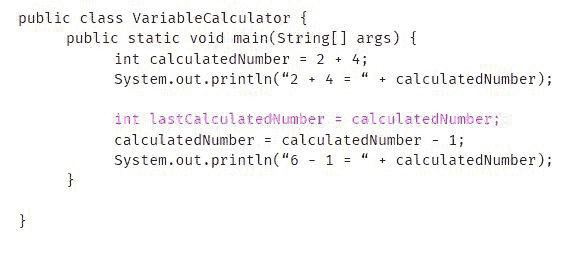 public class VariableCalculator {
public static void main(String[] args) {
int calculatedNumber = 2 + 4;
System.out.println(“2 + 4 = “ + calculatedNumber);
int lastCalculatedNumber = calculatedNumber;
calculatedNumber = calculatedNumber - 1;
System.out.println(“6 - 1 = “ + calculatedNumber);
}
}